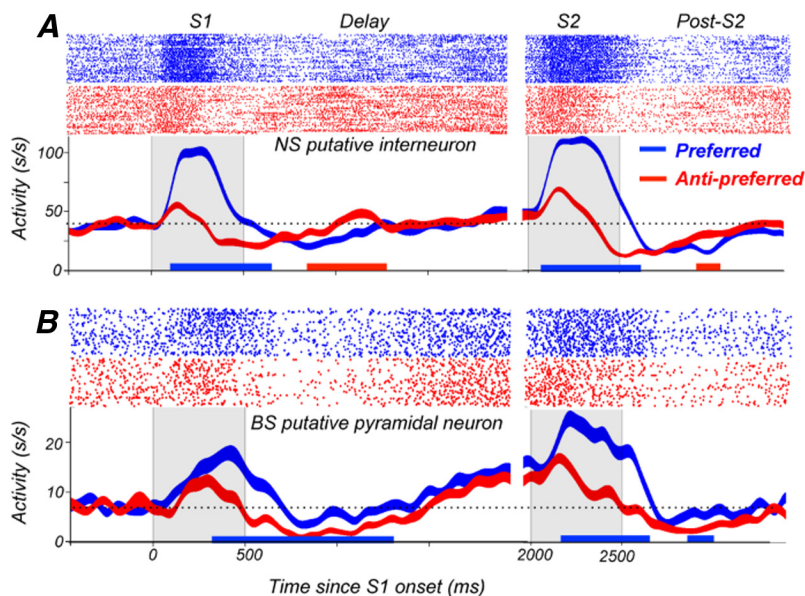 A
S1 Delay S2 Post-S2
Activity (s/s)
100
50
0
NS putative interneuron
Preferred
Anti-preferred
B
Activity (s/s)
20
10
0
BS putative pyramidal neuron
0 500 2000 2500
Time since S1 onset (ms)